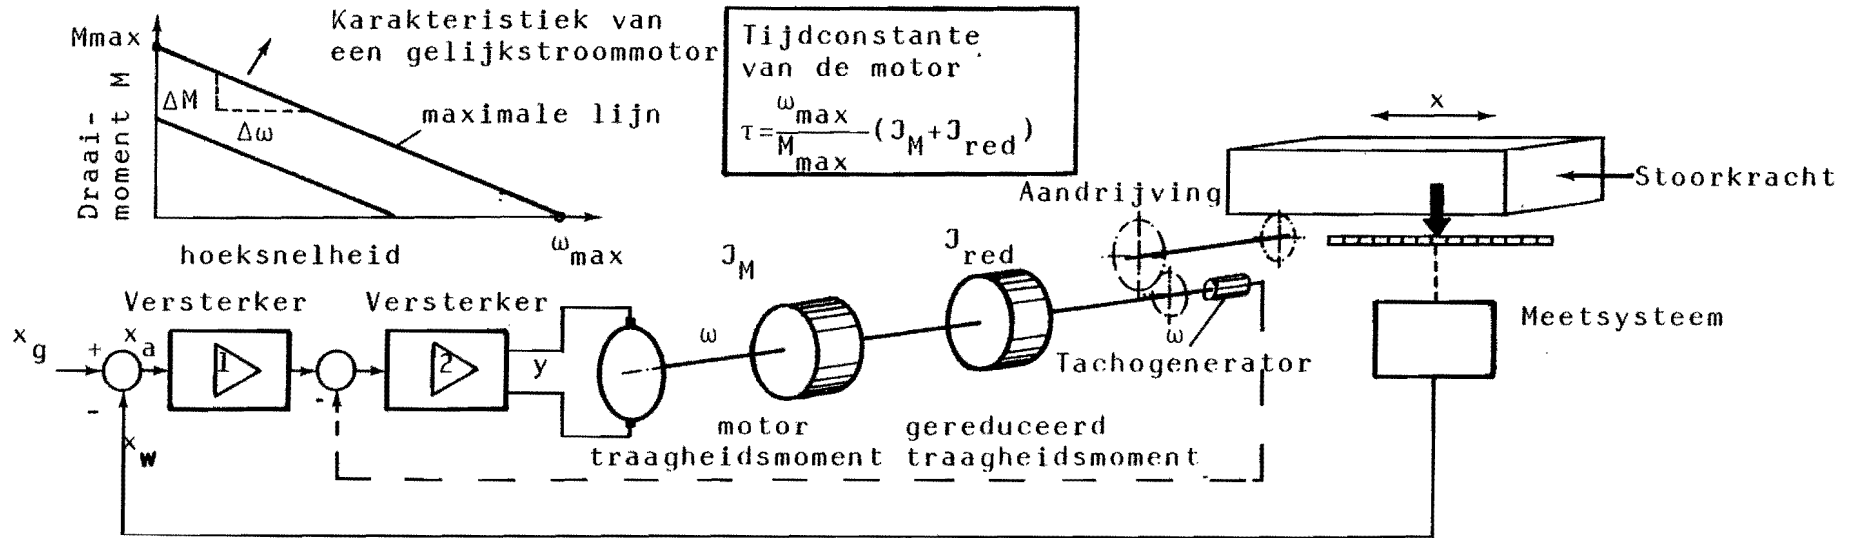 Mmax
Draai-
moment M
ΔM
Δω
Karakteristiek van
een gelijkstroommotor
maximale lijn
ωmax
hoeksnelheid
Tijdconstante
van de motor
τ=ωmax/Mmax(JM+Jred)
x
Stoorkracht
Aandrijving
JM
Jred
Versterker
Versterker
xg
+
xa
1
-
2
y
ω
ω
Tachogenerator
Meetsysteem
-
xw
motor
traagheidsmoment
gereduceerd
traagheidsmoment